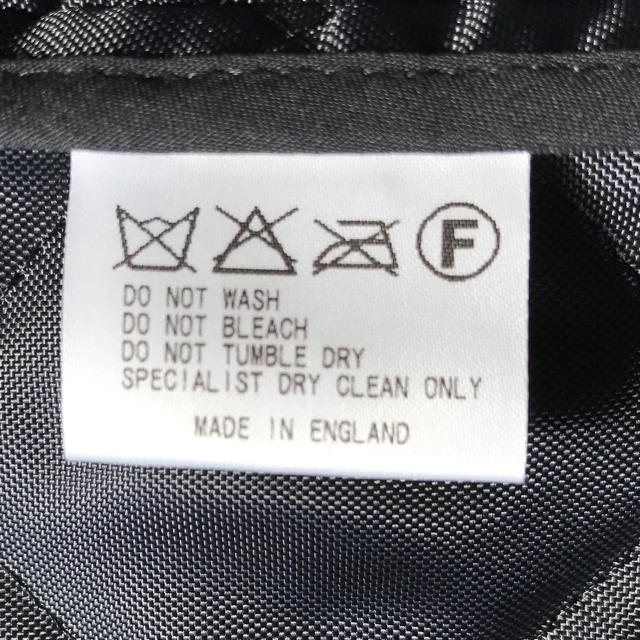 F
DO NOT WASH
DO NOT BLEACH
DO NOT TUMBLE DRY
SPECIALIST DRY CLEAN ONLY
MADE IN ENGLAND